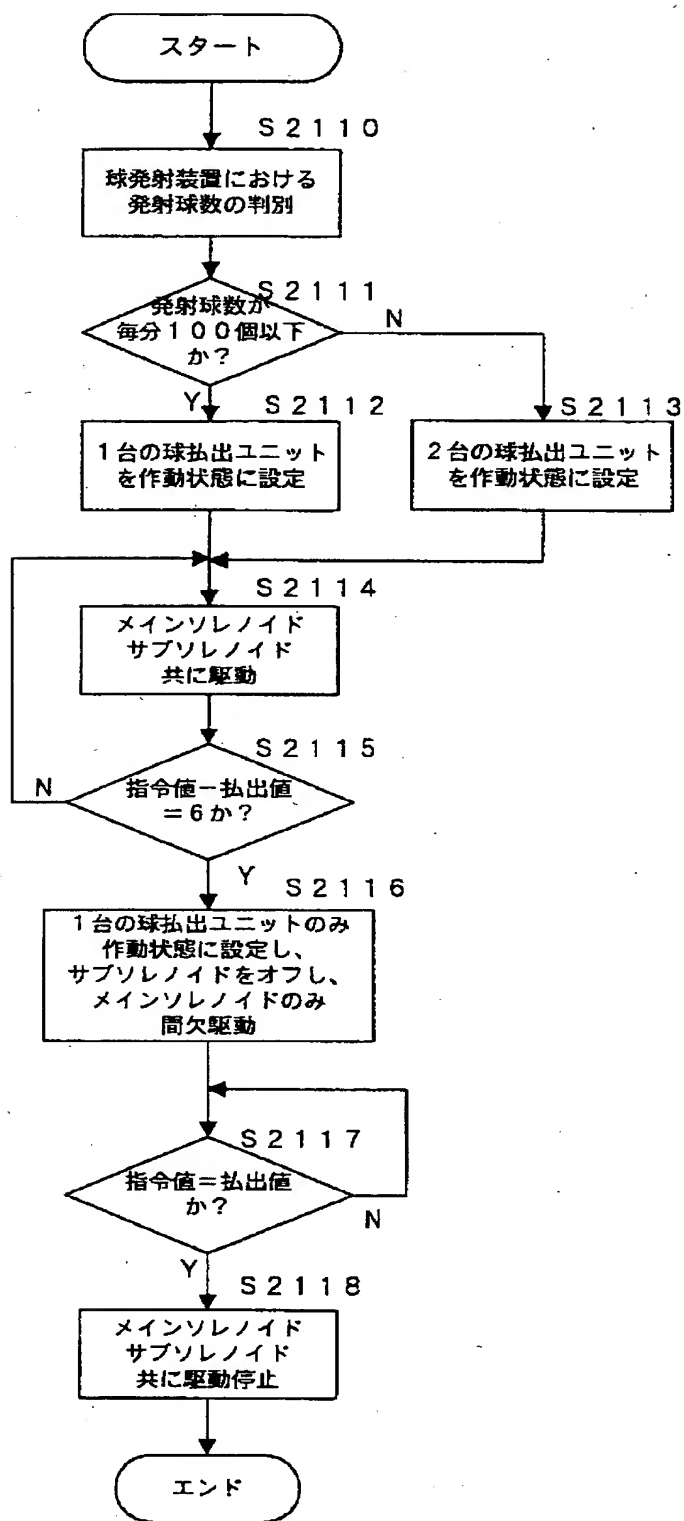 スタート
S2110
球発射装置における
発射球数の判別
S2111
発射球数が
毎分100個以下
か?
N
Y
S2112
1台の球払出ユニット
を作動状態に設定
S2113
2台の球払出ユニット
を作動状態に設定
S2114
メインソレノイド
サブソレノイド
共に駆動
S2115
指令値-払出値
=6か?
N
Y
S2116
1台の球払出ユニットのみ
作動状態に設定し、
サブソレノイドをオフし、
メインソレノイドのみ
間欠駆動
S2117
指令値=払出値
か?
N
Y
S2118
メインソレノイド
サブソレノイド
共に駆動停止
エンド